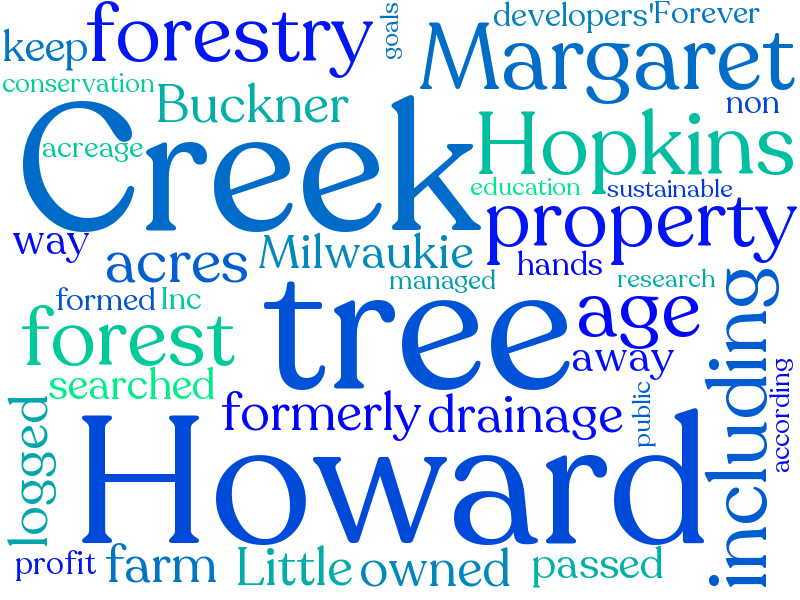 keep
forestry
goals
developers'
Forever
conservation
Buckner
Margaret
non
Creek
acreage
Hopkins
education
sustainable
way
acres
Milwaukie
property
formed
Inc
managed
hands
research
forest
tree
age
away
including
searched
formerly
drainage
public
according
logged
Howard
profit
farm
Little
owned
passed